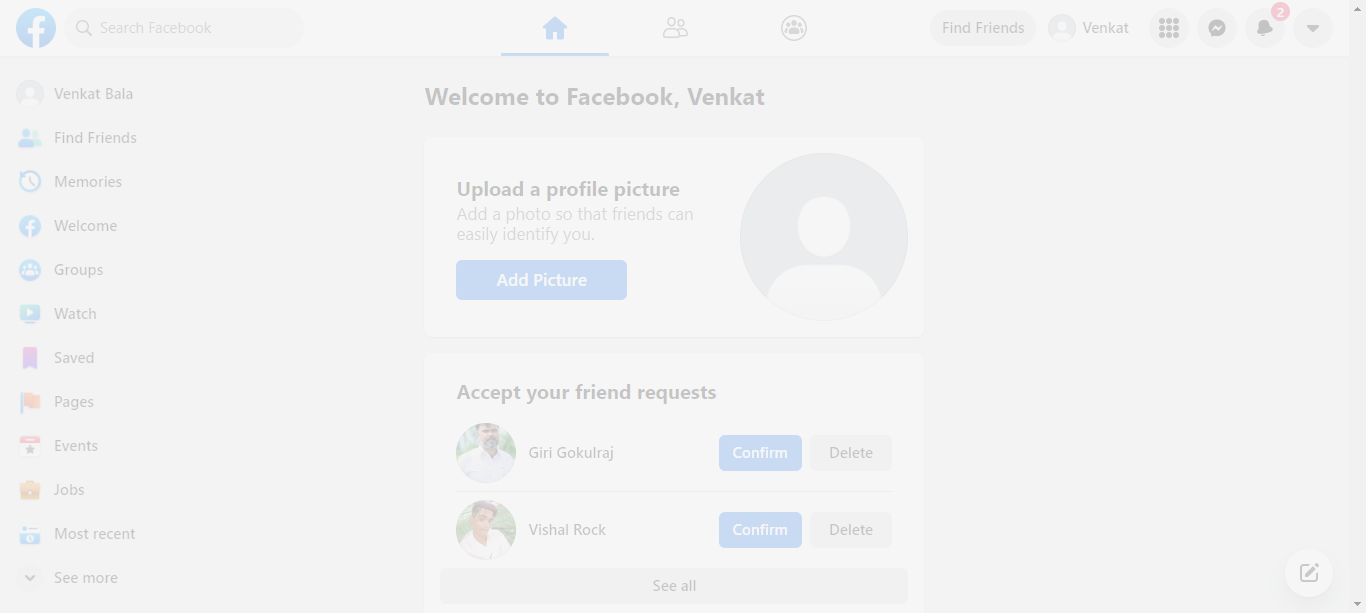 Search Facebook
Find Friends
Venkat
2
Venkat Bala
Find Friends
Memories
Welcome
Groups
Watch
Saved
Pages
Events
Jobs
Most recent
See more
Welcome to Facebook, Venkat
Upload a profile picture
Add a photo so that friends can
easily identify you.
Add Picture
Accept your friend requests
Giri Gokulraj
Confirm
Delete
Vishal Rock
Confirm
Delete
See all